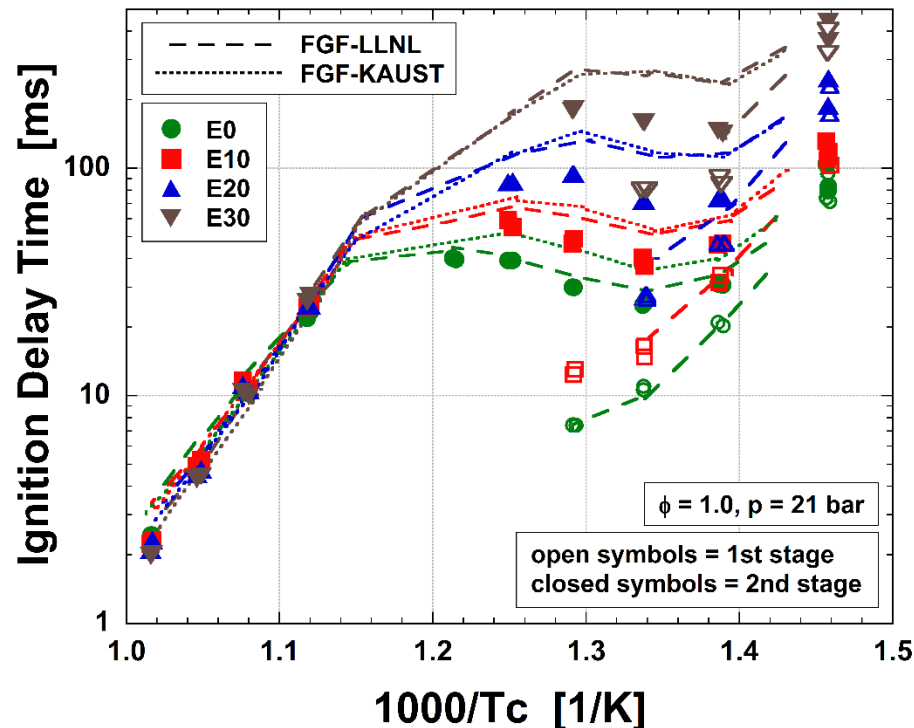 FGF-LLNL
FGF-KAUST
E0
E10
E20
E30
ϕ = 1.0, p = 21 bar
open symbols = 1st stage
closed symbols = 2nd stage
Ignition Delay Time [ms]
100
10
1
1.0 1.1 1.2 1.3 1.4 1.5
1000/Tc [1/K]